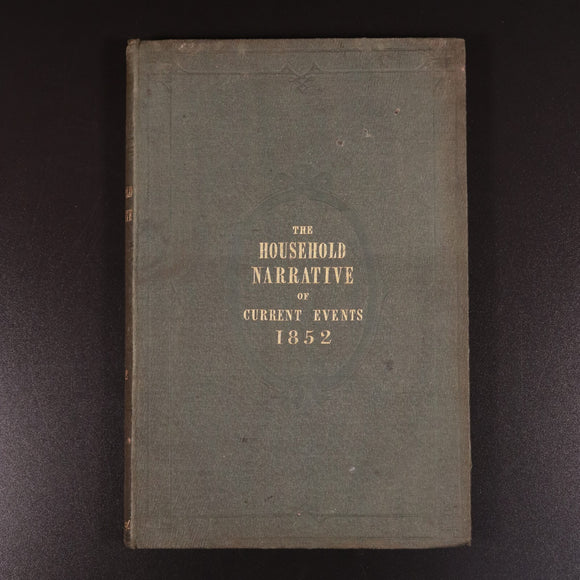 THE
HOUSEHOLD
NARRATIVE
OF
CURRENT EVENTS
1852